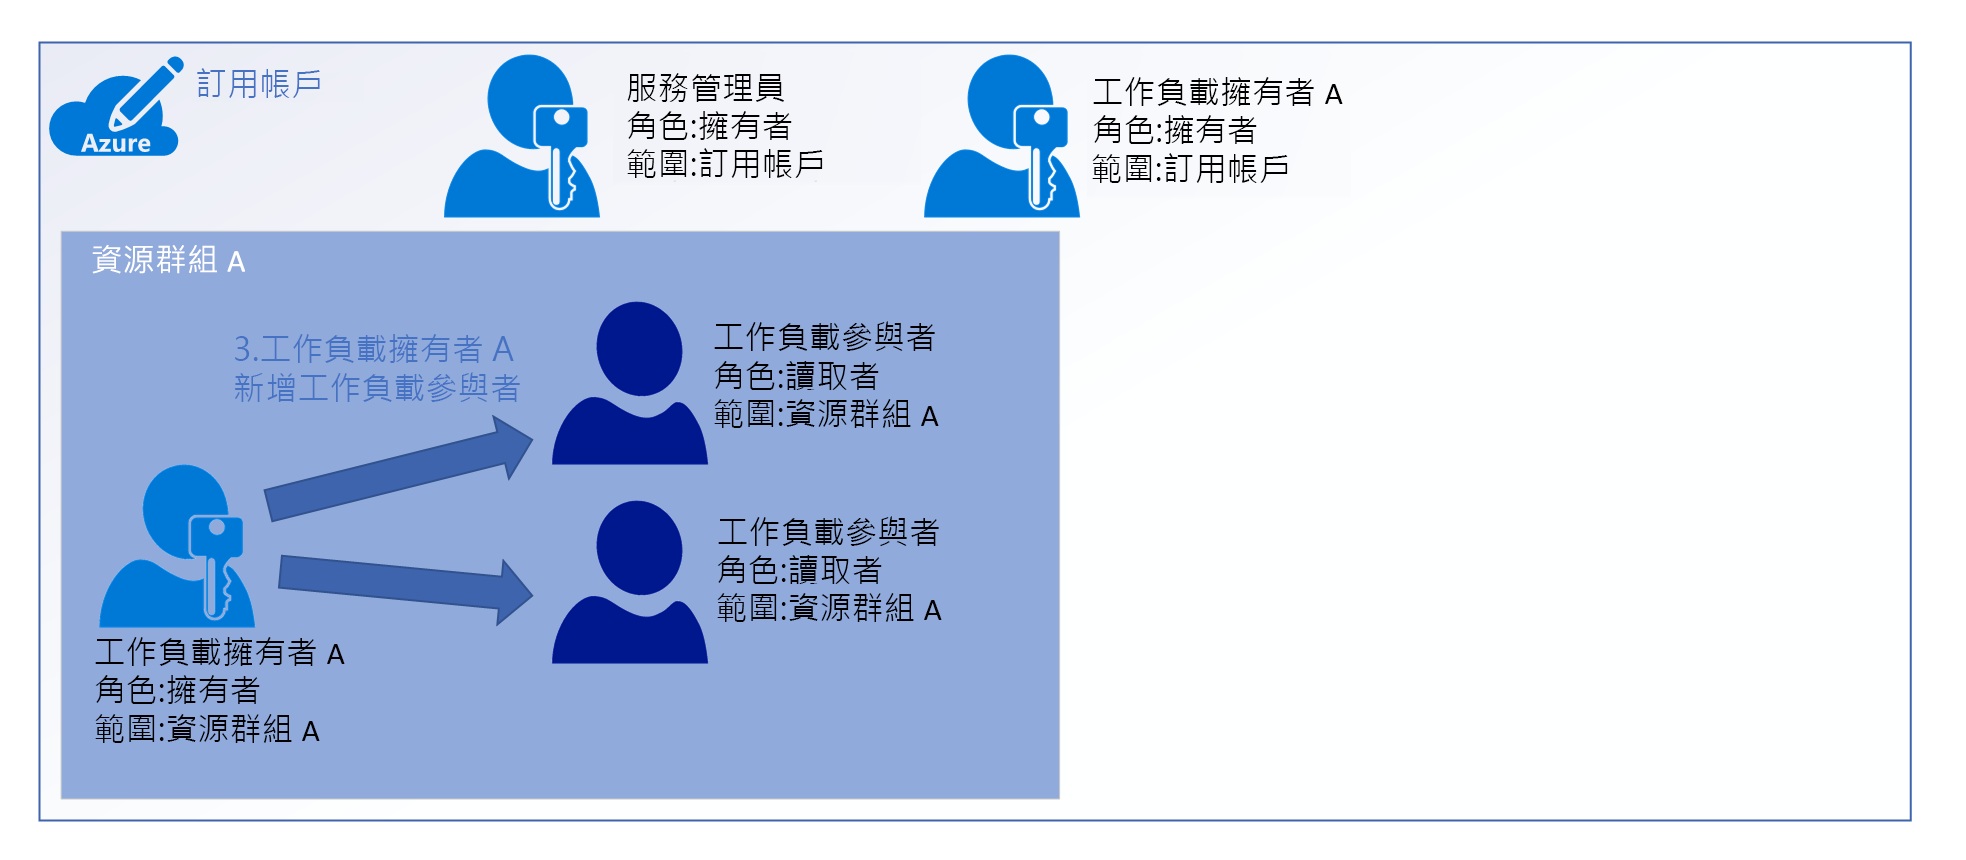 Azure
訂用帳戶
服務管理員
角色:擁有者
範圍:訂用帳戶
工作負載擁有者 A
角色:擁有者
範圍:訂用帳戶
資源群組 A
3.工作負載擁有者 A
新增工作負載參與者
工作負載參與者
角色:讀取者
範圍:資源群組 A
工作負載參與者
角色:讀取者
範圍:資源群組 A
工作負載擁有者 A
角色:擁有者
範圍:資源群組 A